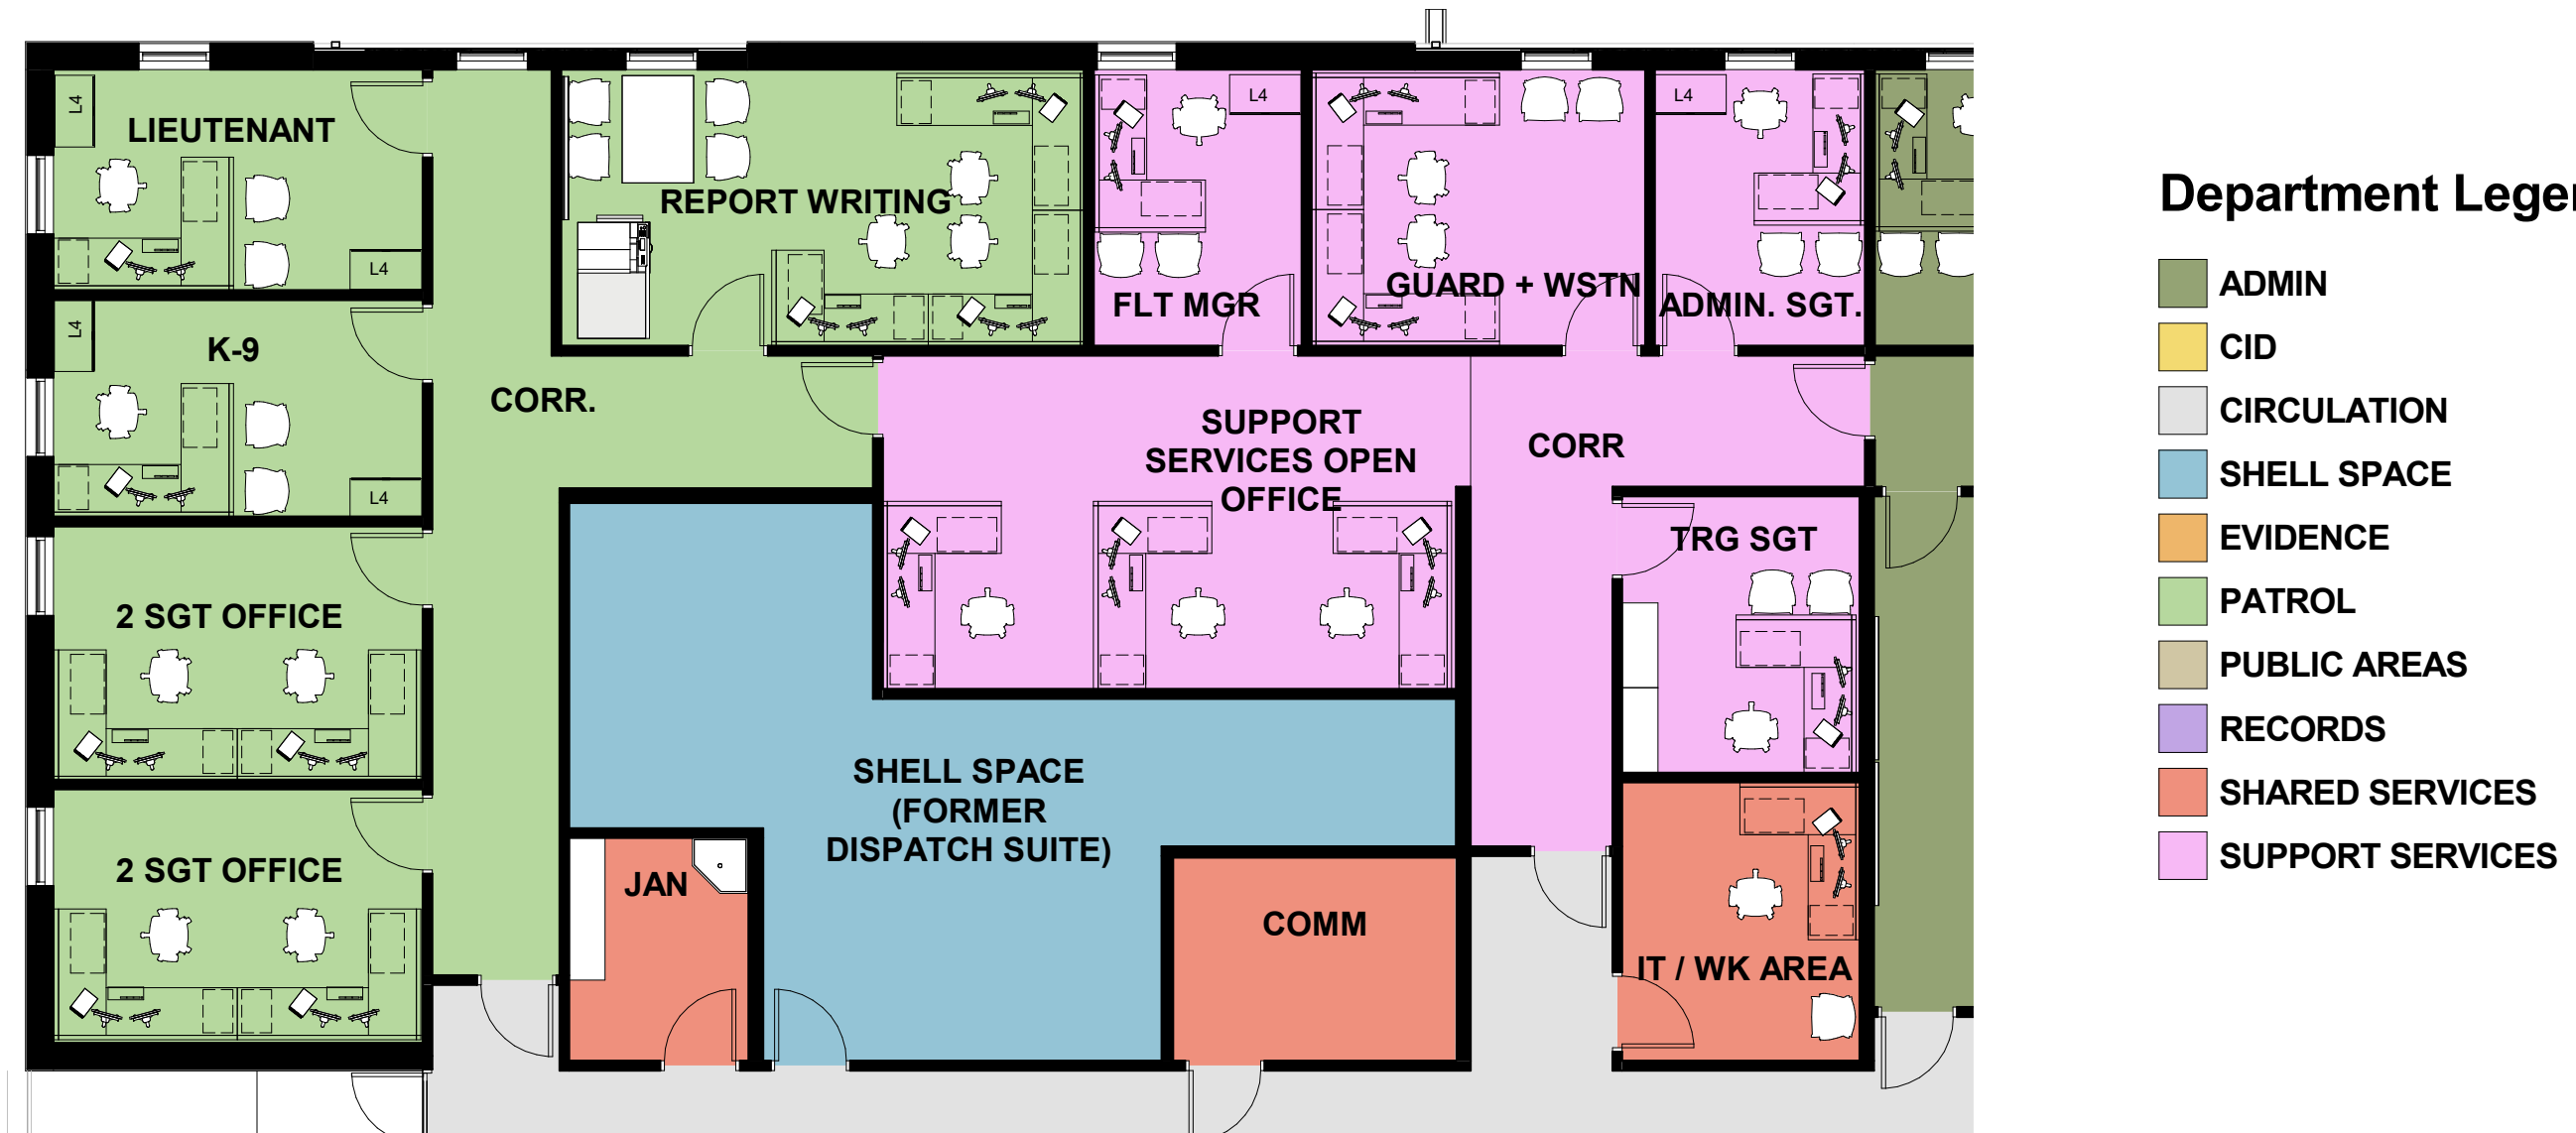 L4
LIEUTENANT
L4
REPORT WRITING
L4
FLT MGR
GUARD + WSTN
L4
ADMIN. SGT.
L4
K-9
L4
CORR.
SUPPORT
SERVICES OPEN
OFFICE
CORR
TRG SGT
2 SGT OFFICE
SHELL SPACE
(FORMER
DISPATCH SUITE)
2 SGT OFFICE
JAN
COMM
IT / WK AREA
Department Lege
ADMIN
CID
CIRCULATION
SHELL SPACE
EVIDENCE
PATROL
PUBLIC AREAS
RECORDS
SHARED SERVICES
SUPPORT SERVICES